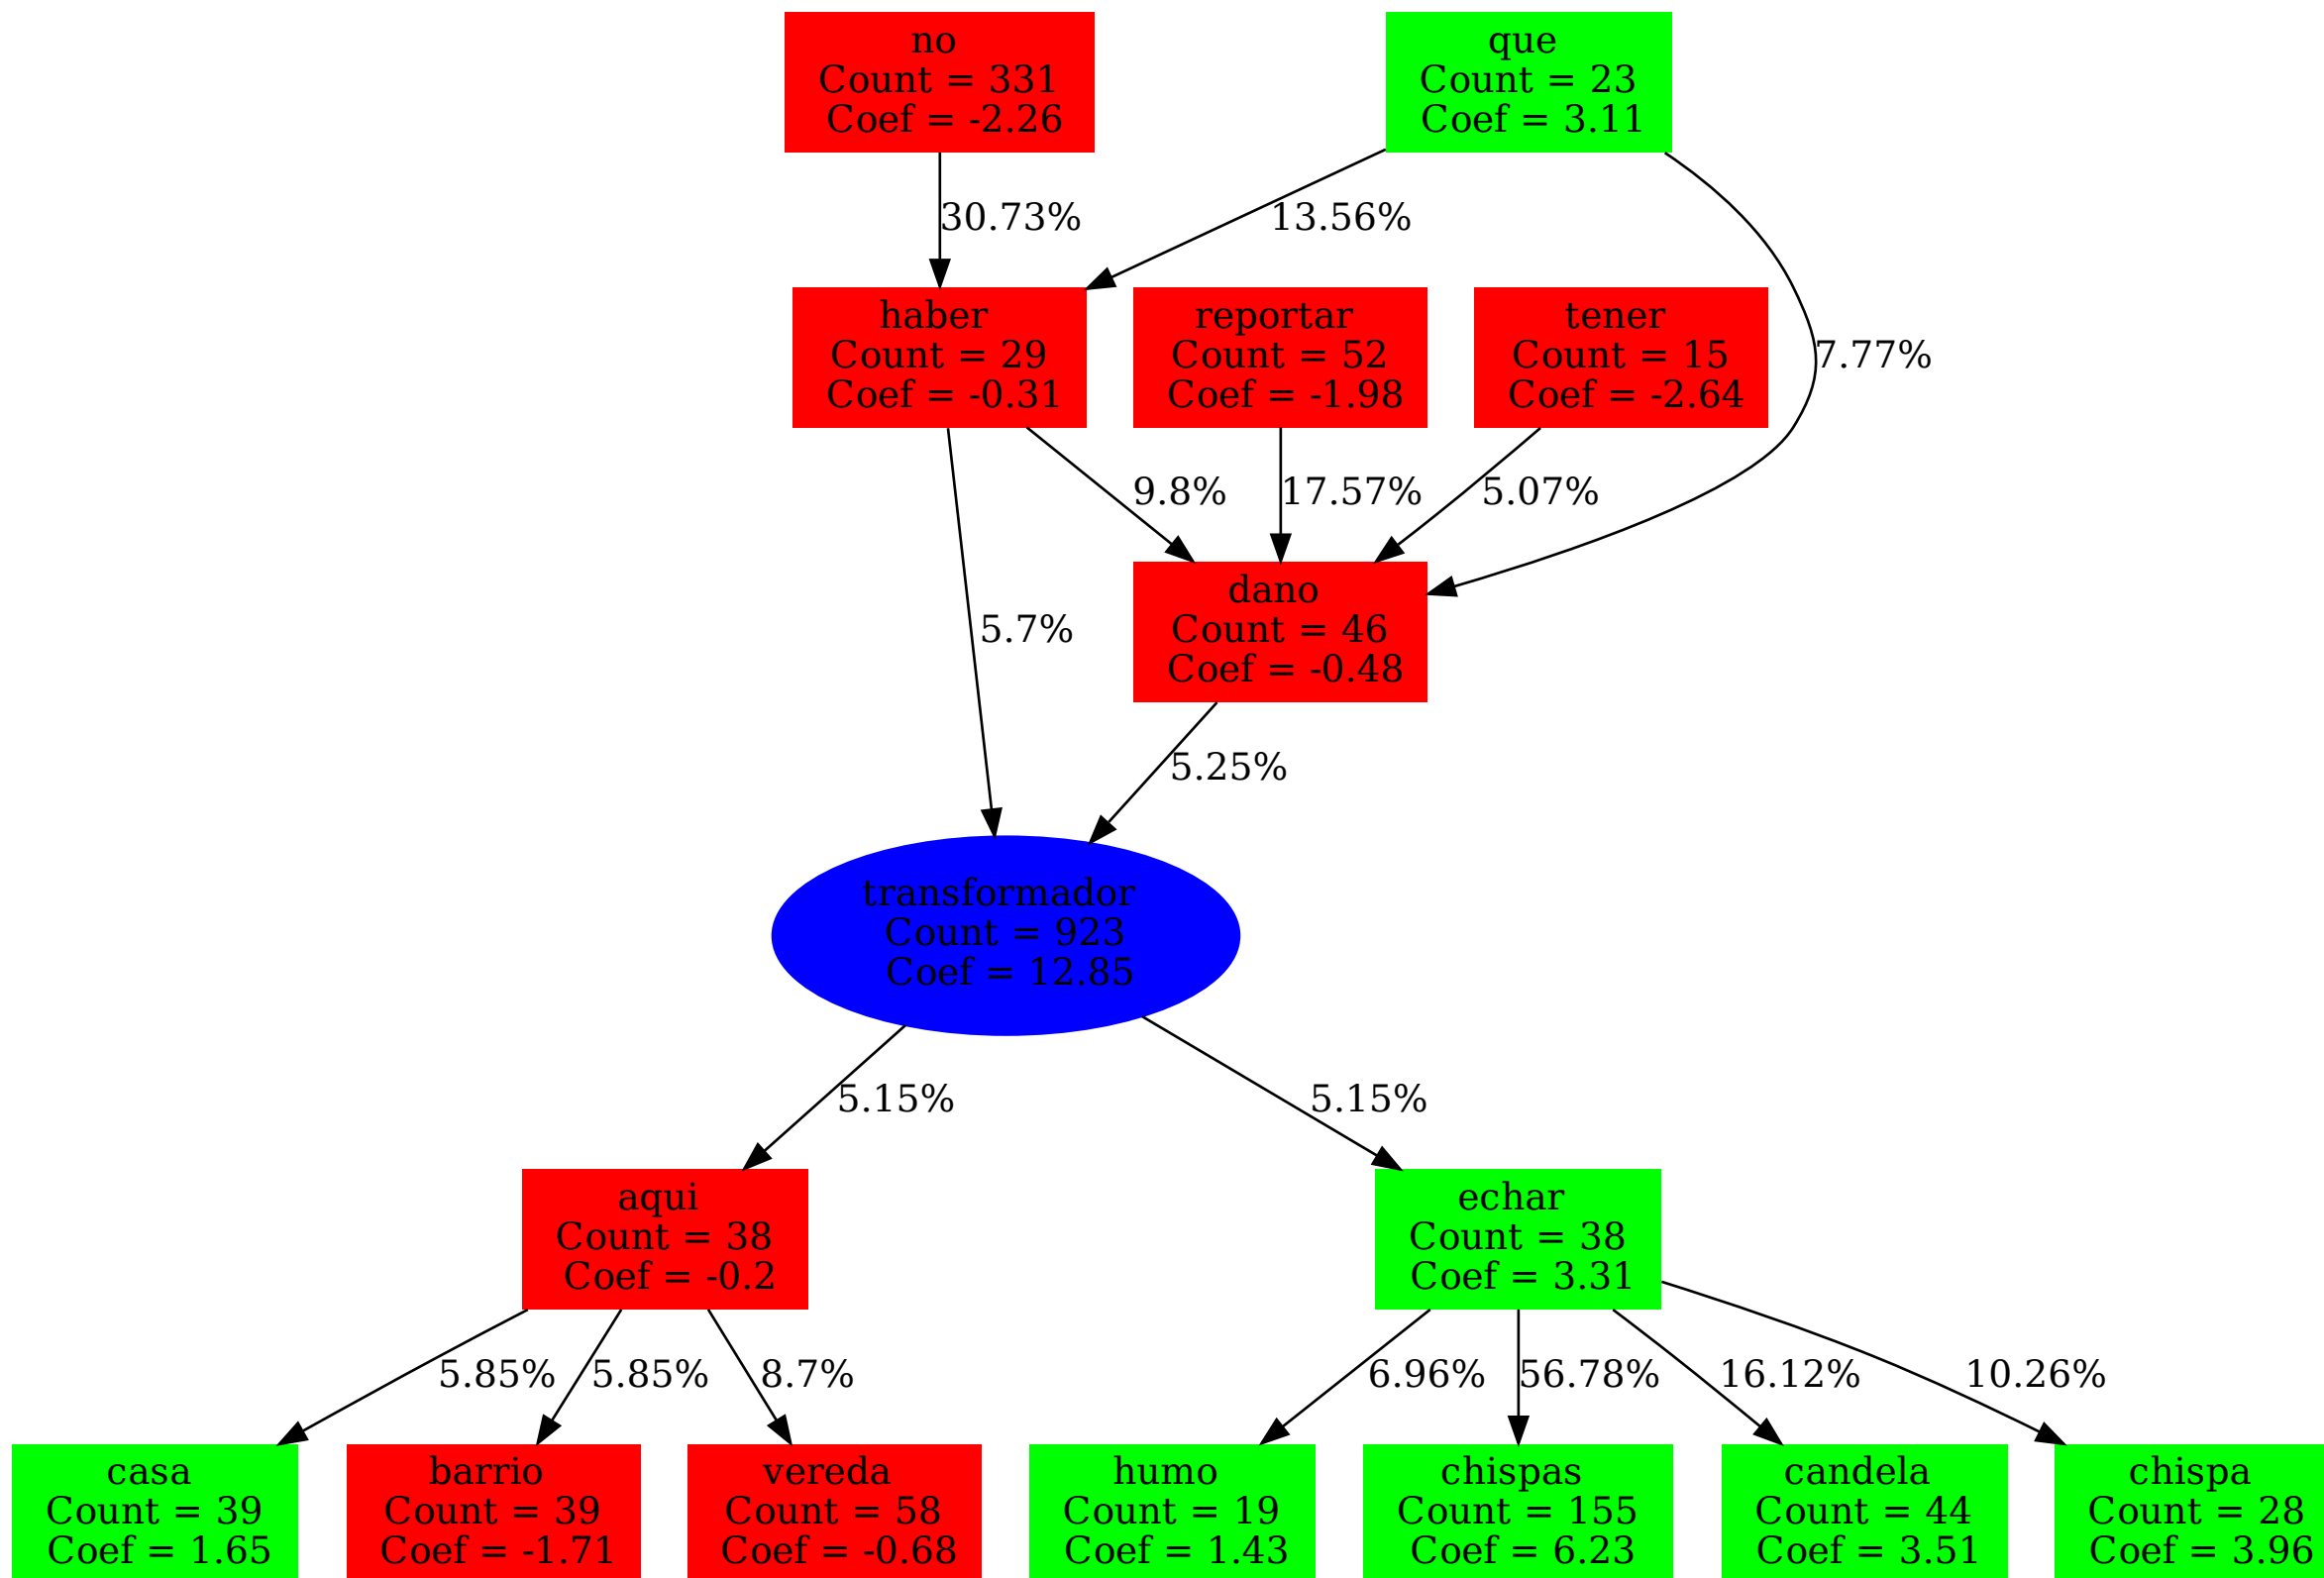 no
Count = 331
Coef = -2.26
que
Count = 23
Coef = 3.11
30.73%
13.56%
haber
Count = 29
Coef = -0.31
reportar
Count = 52
Coef = -1.98
tener
Count = 15
Coef = -2.64
7.77%
9.8%
17.57%
5.07%
dano
Count = 46
Coef = -0.48
5.7%
5.25%
transformador
Count = 923
Coef = 12.85
5.15%
5.15%
aqui
Count = 38
Coef = -0.2
echar
Count = 38
Coef = 3.31
5.85%
5.85%
8.7%
6.96%
56.78%
16.12%
10.26%
casa
Count = 39
Coef = 1.65
barrio
Count = 39
Coef = -1.71
vereda
Count = 58
Coef = -0.68
humo
Count = 19
Coef = 1.43
chispas
Count = 155
Coef = 6.23
candela
Count = 44
Coef = 3.51
chispa
Count = 28
Coef = 3.96